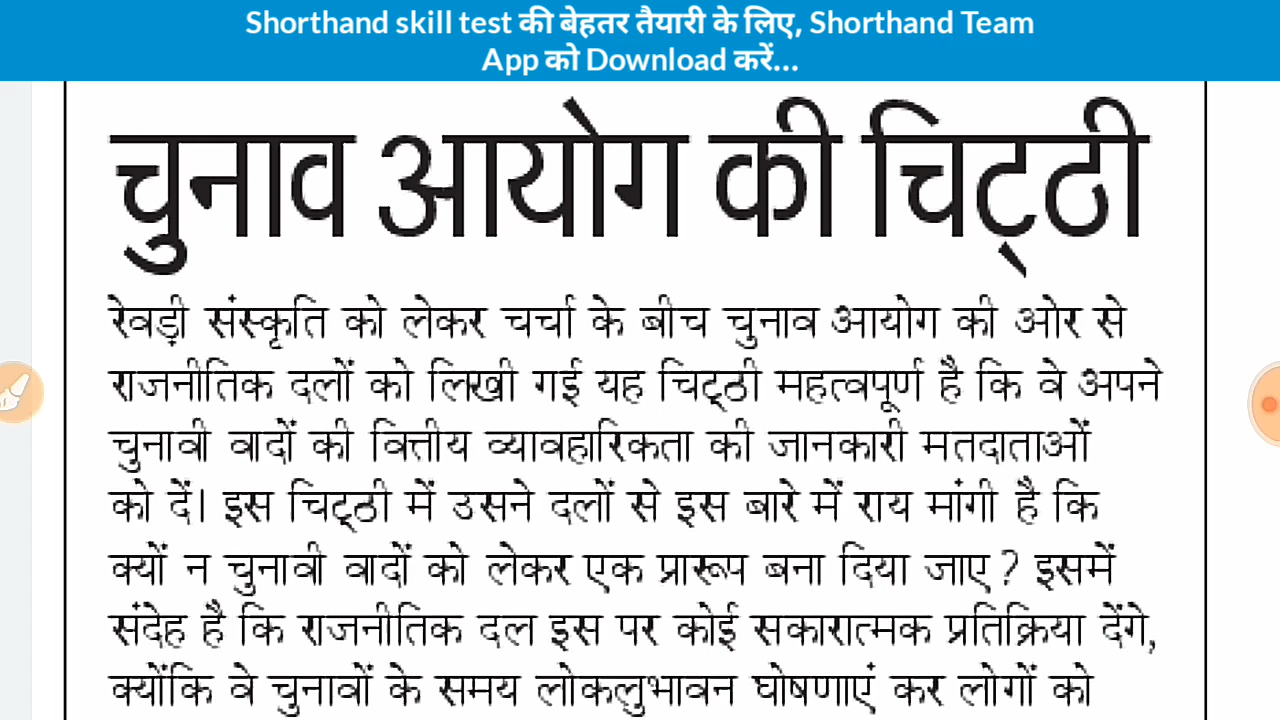 Shorthand skill test की बेहतर तैयारी के लिए, Shorthand Team
App को Download करें...
चुनाव आयोग की चिट्ठी
रेवड़ी संस्कृति को लेकर चर्चा के बीच चुनाव आयोग की ओर से
राजनीतिक दलों को लिखी गई यह चिट्ठी महत्वपूर्ण है कि वे अपने
चुनावी वादों की वित्तीय व्यावहारिकता की जानकारी मतदाताओं
को दें। इस चिट्ठी में उसने दलों से इस बारे में राय मांगी है कि
क्यों न चुनावी वादों को लेकर एक प्रारूप बना दिया जाए? इसमें
संदेह है कि राजनीतिक दल इस पर कोई सकारात्मक प्रतिक्रिया देंगे,
क्योंकि वे चुनावों के समय लोकलुभावन घोषणाएं कर लोगों को